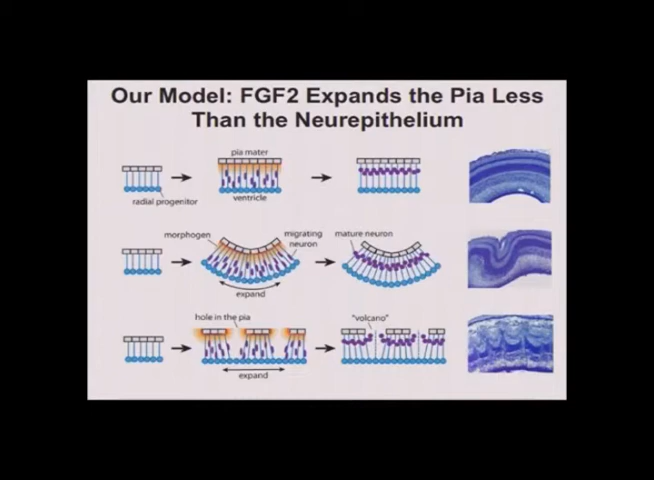 Our Model: FGF2 Expands the Pia Less
Than the Neurepithelium
pia mater
radial progenitor
ventricle
morphogen
migrating
neuron
mature neuron
expand
hole in the pia
"volcano"
expand